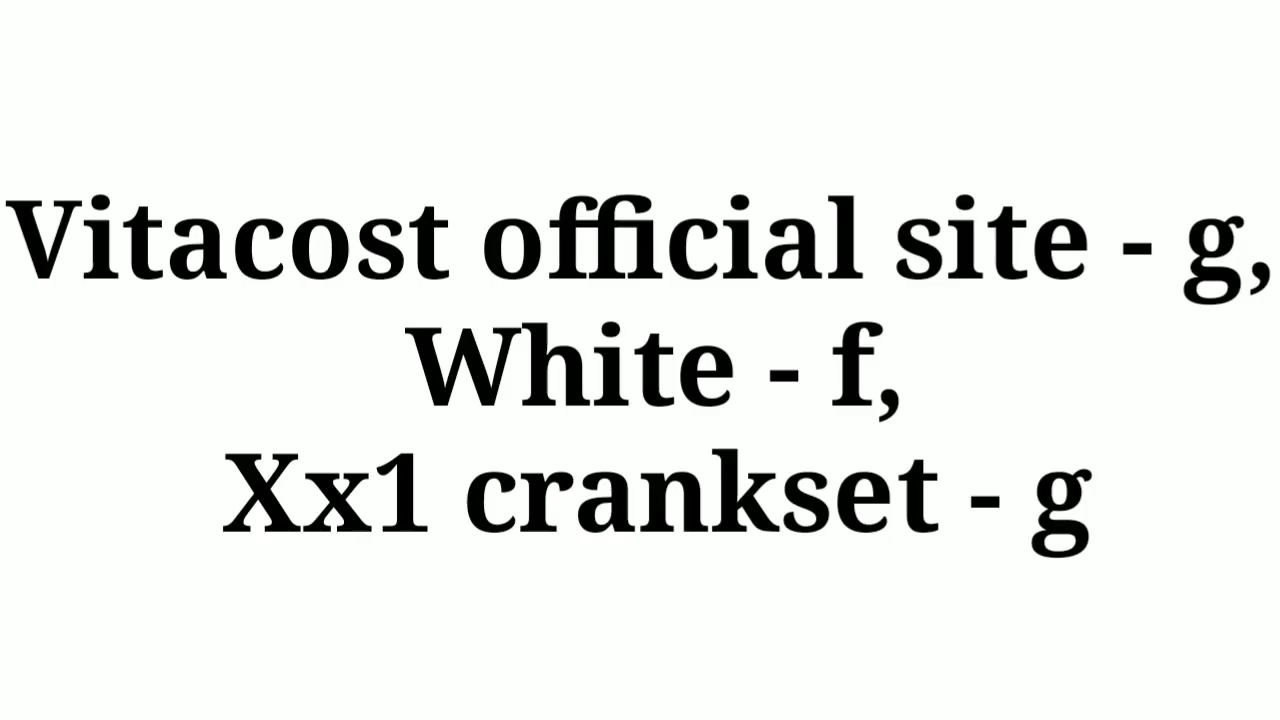 Vitacost official site - g,
White - f,
Xx1 crankset - g